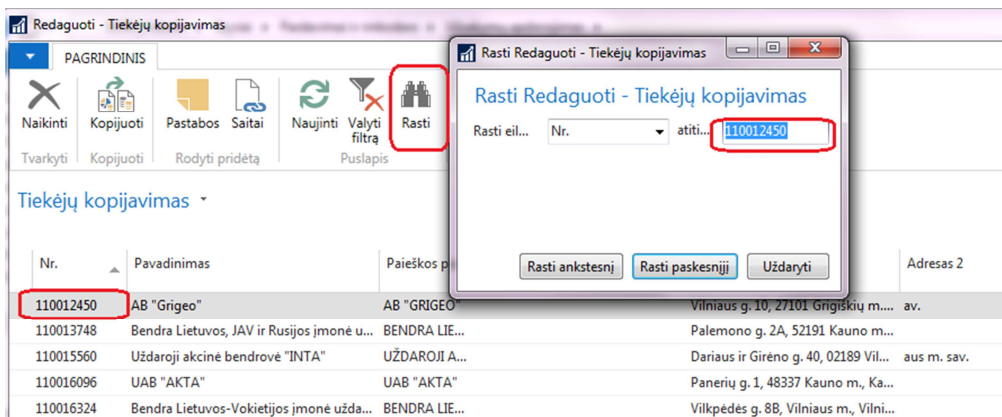 Redaguoti - Tiekėjų kopijavimas
PAGRINDINIS
Naikinti Kopijuoti Pastabos Saitai Naujinti Valyti filtrą Rasti
Tvarkyti Kopijuoti Rodyti pridėtą Puslapis
Rasti Redaguoti - Tiekėjų kopijavimas
Rasti Redaguoti - Tiekėjų kopijavimas
Rasti eil... Nr. atiti... 110012450
Rasti ankstesnį Rasti paskesnįjį Uždaryti
Tiekėjų kopijavimas
Nr. Pavadinimas Paieškos p Adresas 2
110012450 AB "Grigeo" AB "GRIGEO" Vilniaus g. 10, 27101 Grigiškių m.... av.
110013748 Bendra Lietuvos, JAV ir Rusijos įmonė u... BENDRA LIE... Palemono g. 2A, 52191 Kauno m...
110015560 Uždaroji akcinė bendrovė "INTA" UŽDAROJI A... Dariaus ir Girėno g. 40, 02189 Vil... aus m. sav.
110016096 UAB "AKTA" UAB "AKTA" Panerių g. 1, 48337 Kauno m., Ka...
110016324 Bendra Lietuvos-Vokietijos įmonė užda... BENDRA LIE... Vilkpėdės g. 8B, Vilniaus m., Vilni...